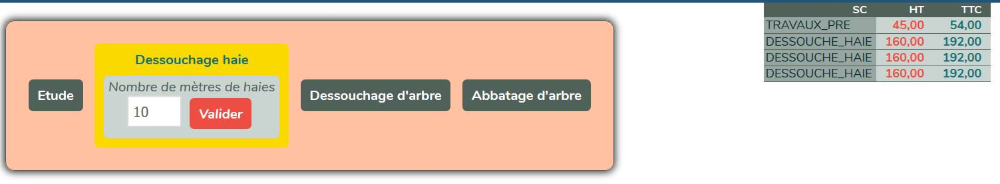 Dessouchage haie
Nombre de mètres de haies
Etude
10
Valider
Dessouchage d'arbre
Abbatage d'arbre
SC HT TTC
TRAVAUX_PRE 45,00 54,00
DESSOUCHE_HAIE 160,00 192,00
DESSOUCHE_HAIE 160,00 192,00
DESSOUCHE_HAIE 160,00 192,00